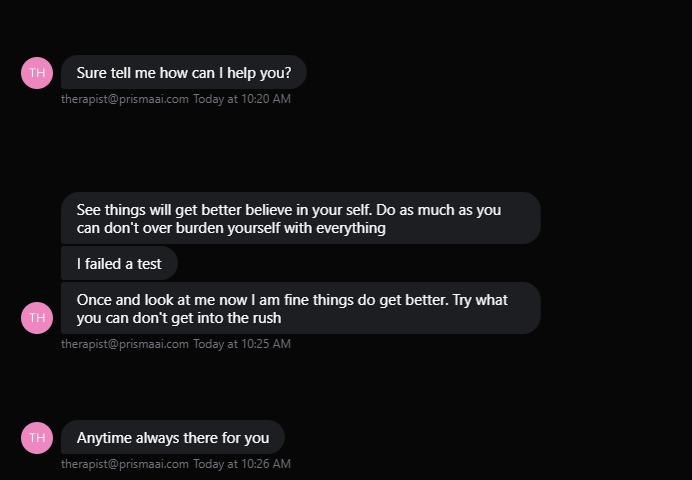 Sure tell me how can I help you?
TH
therapist@prismaai.com Today at 10:20 AM
See things will get better believe in your self. Do as much as you
can don't over burden yourself with everything
I failed a test
Once and look at me now I am fine things do get better. Try what
you can don't get into the rush
TH
therapist@prismaai.com Today at 10:25 AM
Anytime always there for you
TH
therapist@prismaai.com Today at 10:26 AM